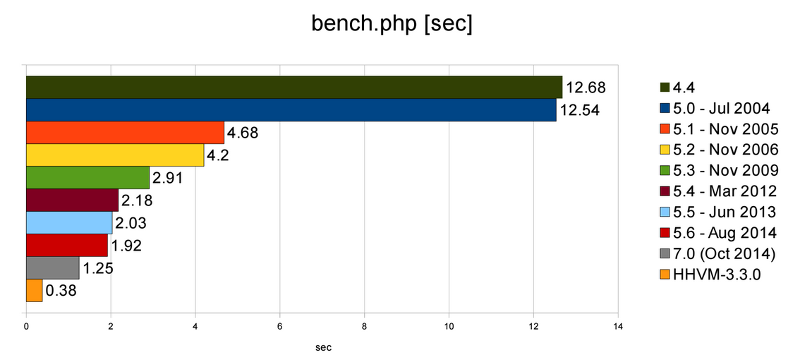 bench.php [sec]
12.68
12.54
4.68
4.2
2.91
2.18
2.03
1.92
1.25
0.38
0 2 4 6 8 10 12 14
sec
4.4
5.0 - Jul 2004
5.1 - Nov 2005
5.2 - Nov 2006
5.3 - Nov 2009
5.4 - Mar 2012
5.5 - Jun 2013
5.6 - Aug 2014
7.0 (Oct 2014)
HHVM-3.3.0